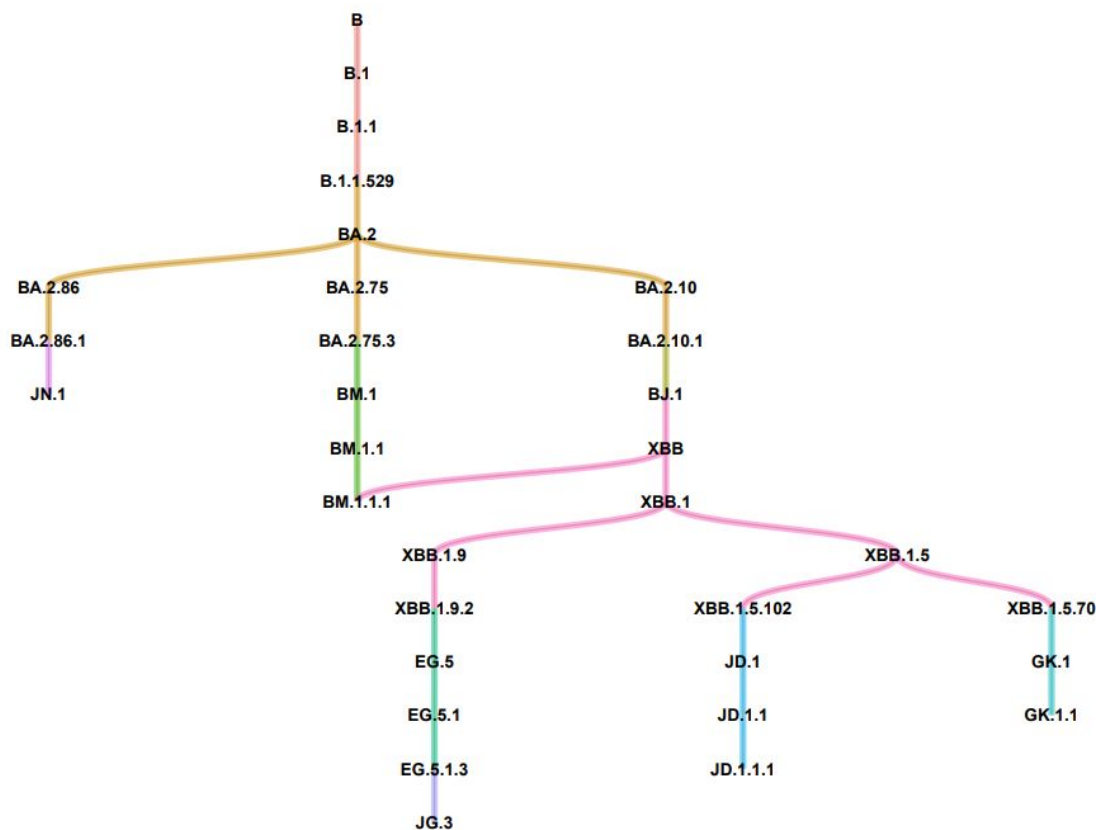 B
B.1
B.1.1
B.1.1.529
BA.2
BA.2.86 BA.2.75 BA.2.10
BA.2.86.1 BA.2.75.3 BA.2.10.1
JN.1 BM.1 BJ.1
BM.1.1 XBB
BM.1.1.1 XBB.1
XBB.1.9 XBB.1.5
XBB.1.9.2 XBB.1.5.102 XBB.1.5.70
EG.5 JD.1 GK.1
EG.5.1 JD.1.1 GK.1.1
EG.5.1.3 JD.1.1.1
JG.3